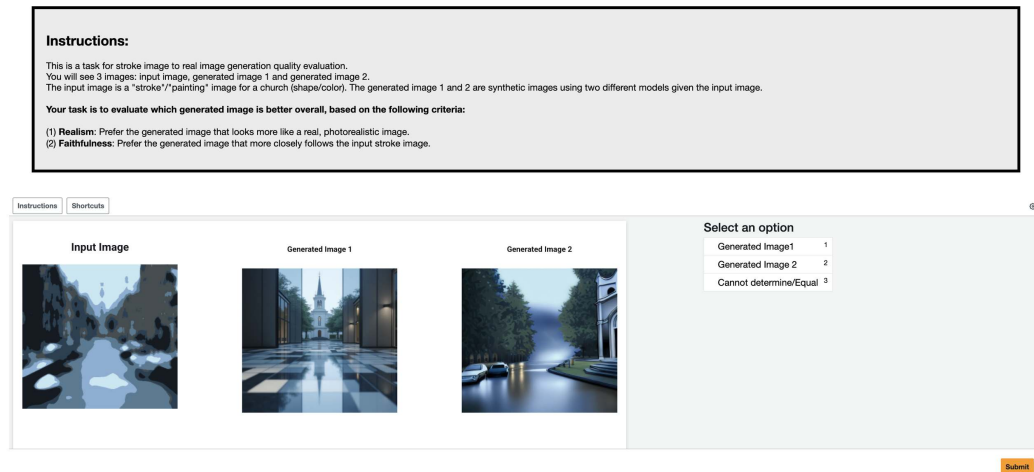 Instructions:
This is a task for stroke image to real image generation quality evaluation.
You will see 3 images: input image, generated image 1 and generated image 2.
The input image is a "stroke"/"painting" image for a church (shape/color). The generated image 1 and 2 are synthetic images using two different models given the input image.
Your task is to evaluate which generated image is better overall, based on the following criteria:
(1) Realism: Prefer the generated image that looks more like a real, photorealistic image.
(2) Faithfulness: Prefer the generated image that more closely follows the input stroke image.
Instructions Shortcuts
Input Image
Generated Image 1
Generated Image 2
Select an option
Generated Image1 1
Generated Image 2 2
Cannot determine/Equal 3
Submit